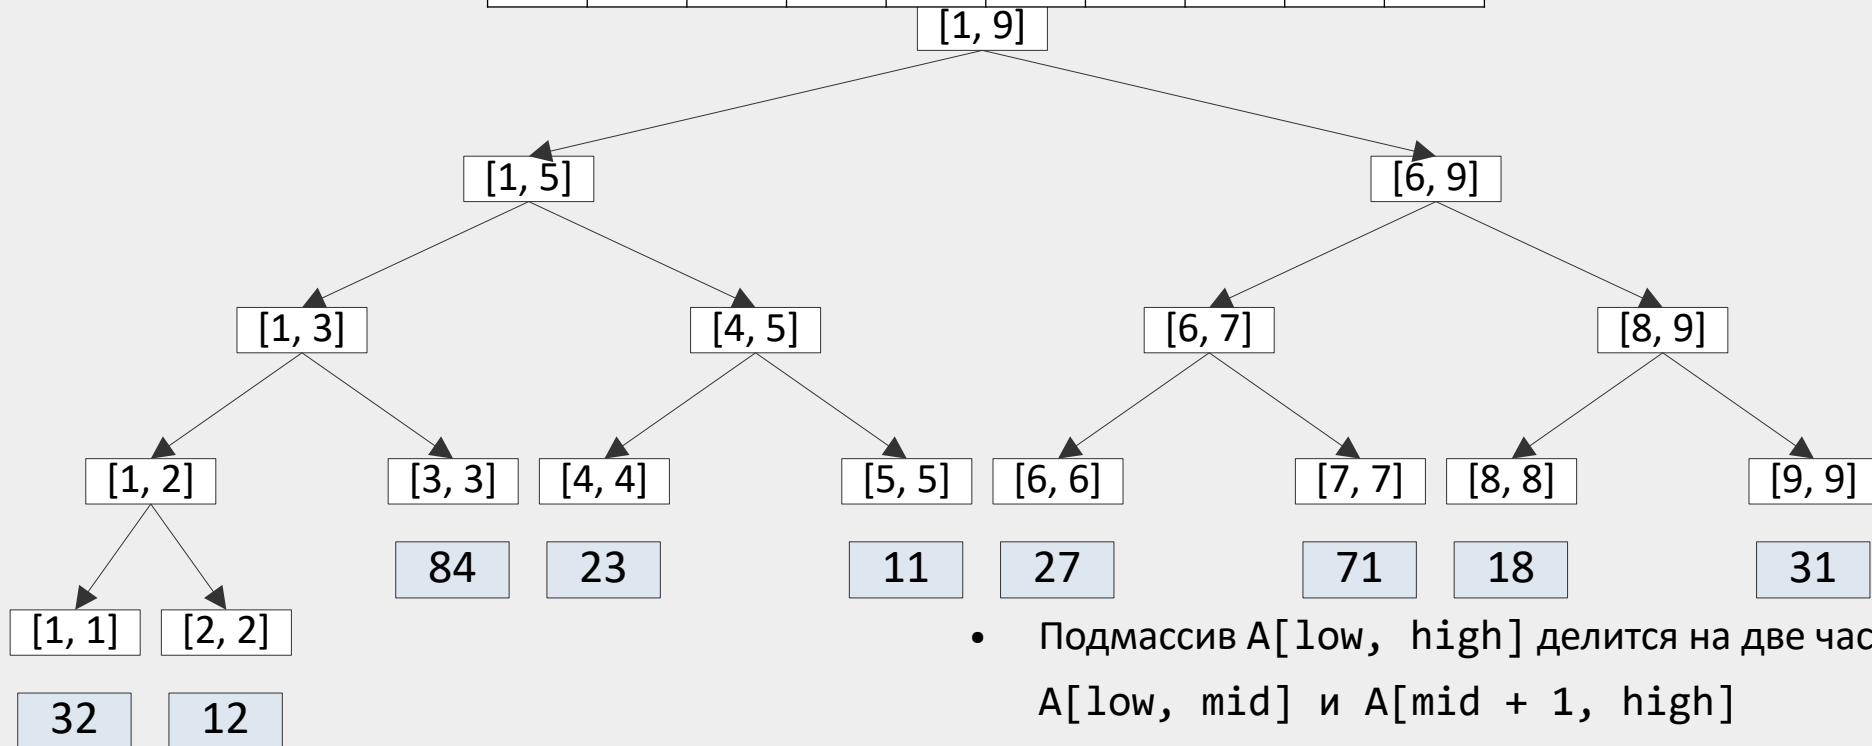 [1, 9]
[1, 5] [6, 9]
[1, 3] [4, 5] [6, 7] [8, 9]
[1, 2] [3, 3] [4, 4] [5, 5] [6, 6] [7, 7] [8, 8] [9, 9]
84 23 11 27 71 18 31
[1, 1] [2, 2]
32 12
• Подмассив A[low, high] делится на две
A[low, mid] и A[mid + 1, high]